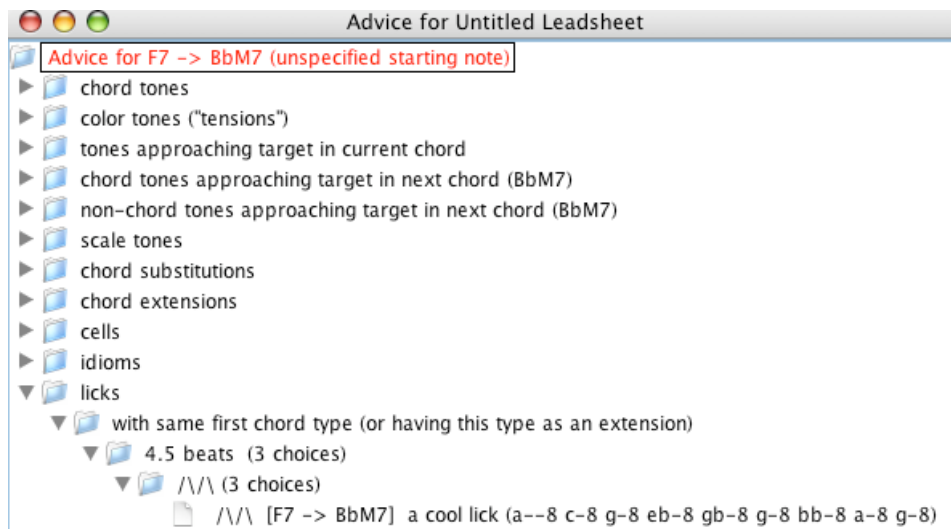 Advice for Untitled Leadsheet
Advice for F7 -> BbM7 (unspecified starting note)
chord tones
color tones ("tensions")
tones approaching target in current chord
chord tones approaching target in next chord (BbM7)
non-chord tones approaching target in next chord (BbM7)
scale tones
chord substitutions
chord extensions
cells
idioms
licks
with same first chord type (or having this type as an extension)
4.5 beats (3 choices)
/\/\ (3 choices)
/\/\ [F7 -> BbM7] a cool lick (a--8 c-8 g-8 eb-8 gb-8 g-8 bb-8 a-8 g-8)